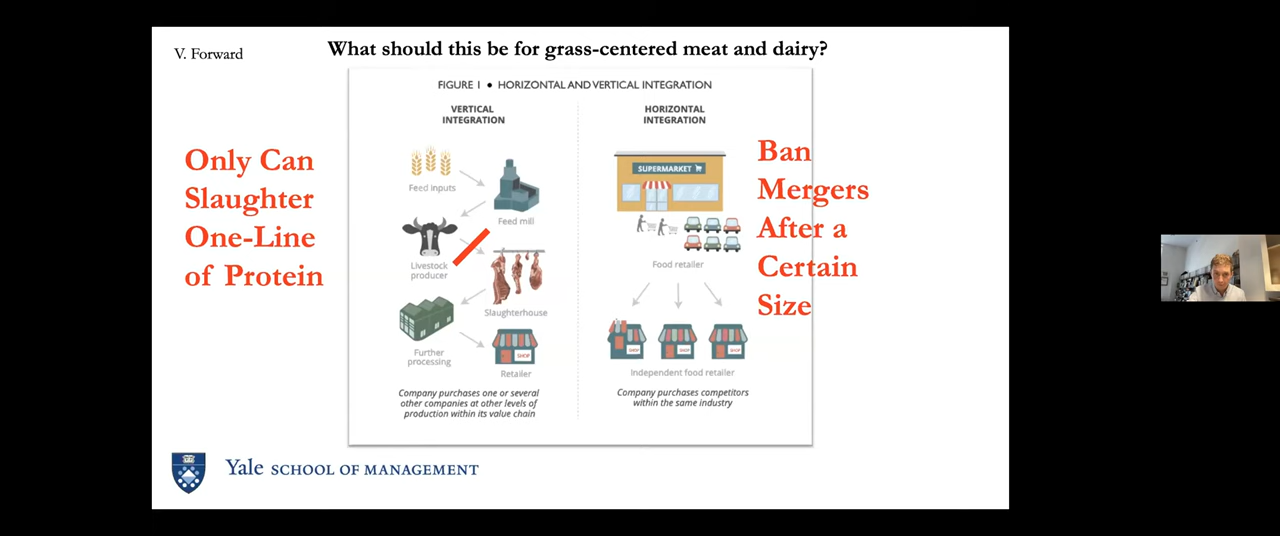 V. Forward
What should this be for grass-centered meat and dairy?
FIGURE 1 • HORIZONTAL AND VERTICAL INTEGRATION
VERTICAL
INTEGRATION
HORIZONTAL
INTEGRATION
Only Can
Slaughter
One-Line
of Protein
Feed inputs
Feed mill
Livestock
producer
Slaughterhouse
Further
processing
SHOP
Retailer
Company purchases one or several
other companies at other levels of
production within its value chain
SUPERMARKET
Food retailer
SHOP
SHOP
SHOP
Independent food retailer
Company purchases competitors
within the same industry
Ban
Mergers
After a
Certain
Size
Yale SCHOOL OF MANAGEMENT